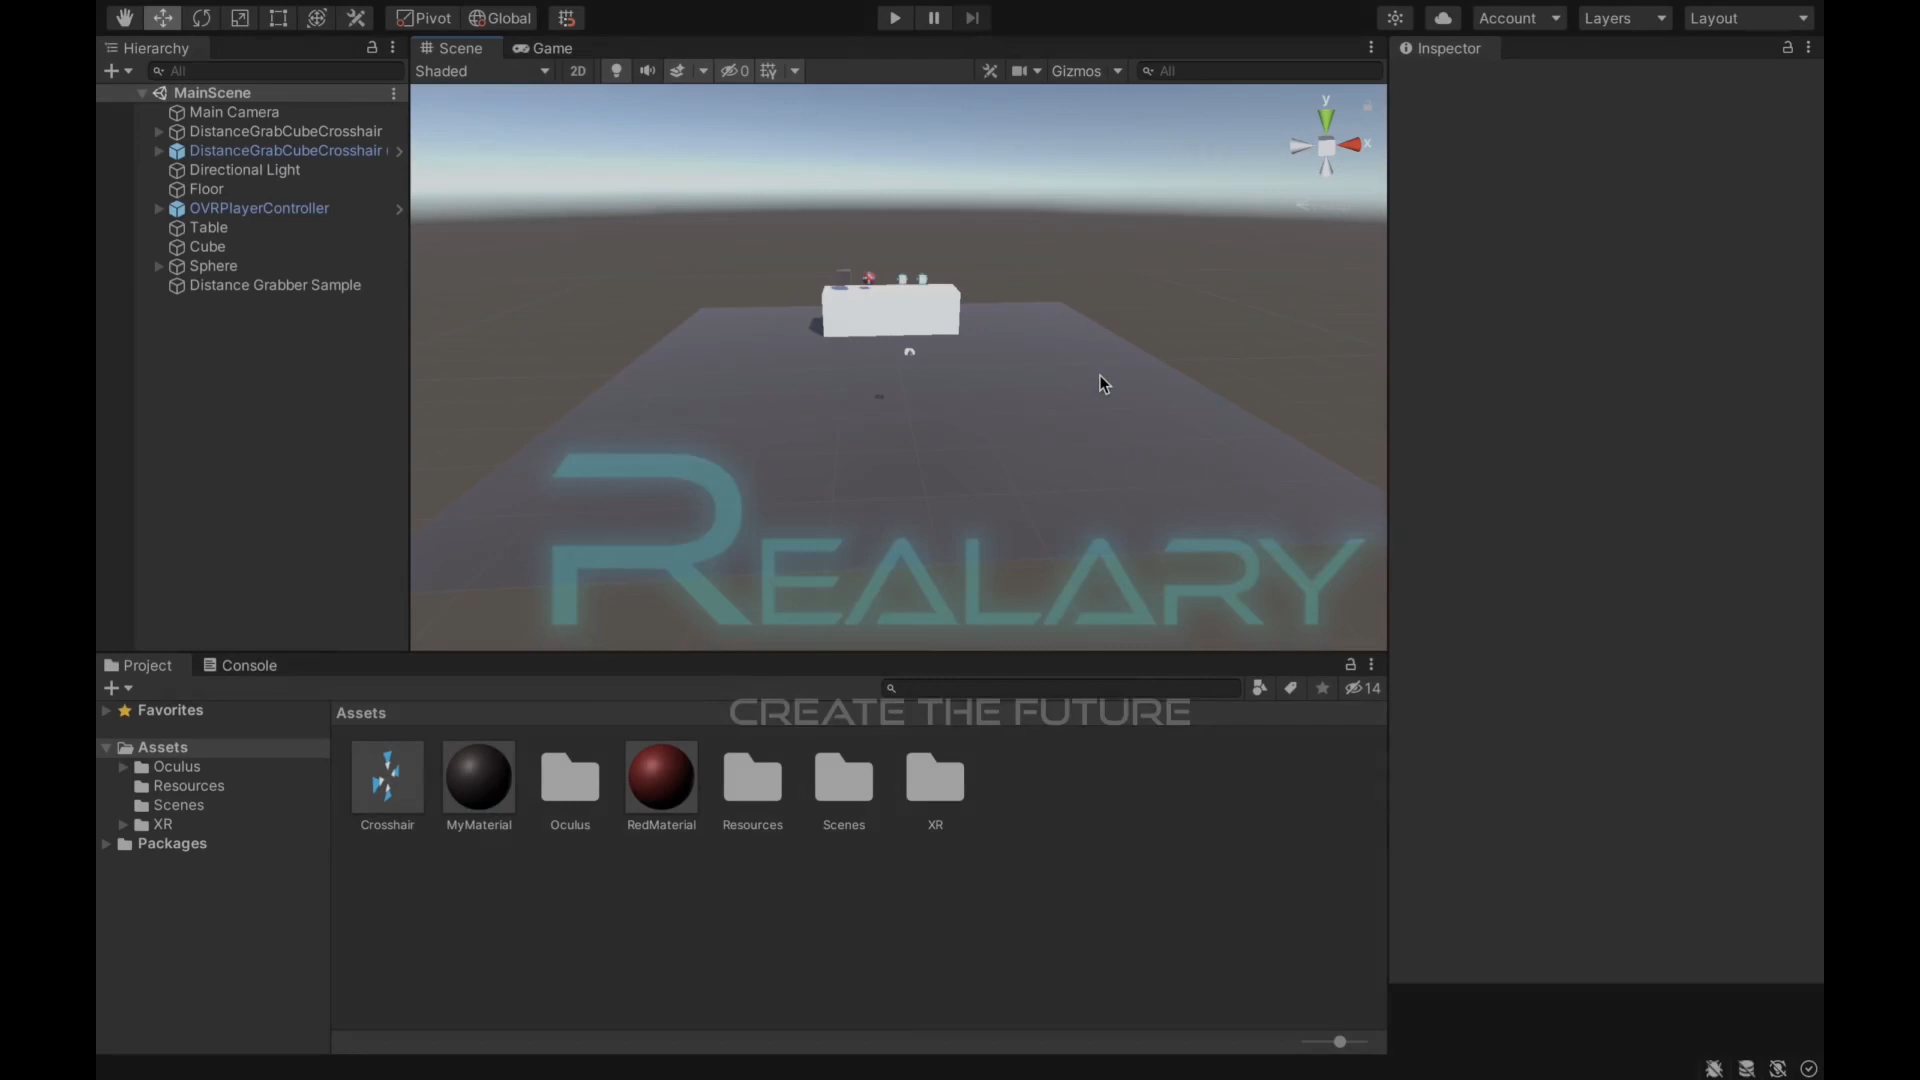 Pivot Global Account Layers Layout
Hierarchy Scene Game Inspector
All Shaded 2D 0 Gizmos All
MainScene
Main Camera
DistanceGrabCubeCrosshair
DistanceGrabCubeCrosshair
Directional Light
Floor
OVRPlayerController
Table
Cube
Sphere
Distance Grabber Sample
y
x
REALARY
CREATE THE FUTURE
Project Console
14
Favorites
Assets
Oculus
Resources
Scenes
XR
Packages
Assets
Crosshair MyMaterial Oculus RedMaterial Resources Scenes XR